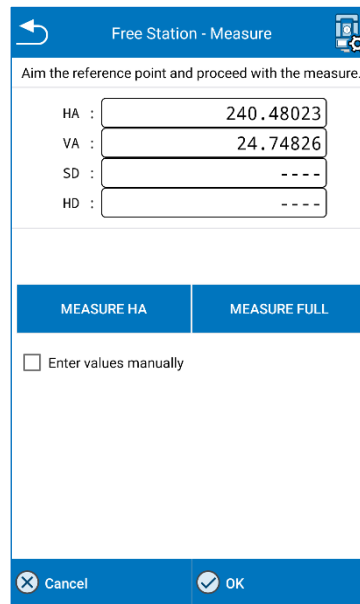 Free Station - Measure
Aim the reference point and proceed with the measure.
HA : 240.48023
VA : 24.74826
SD : ----
HD : ----
MEASURE HA MEASURE FULL
Enter values manually
Cancel OK